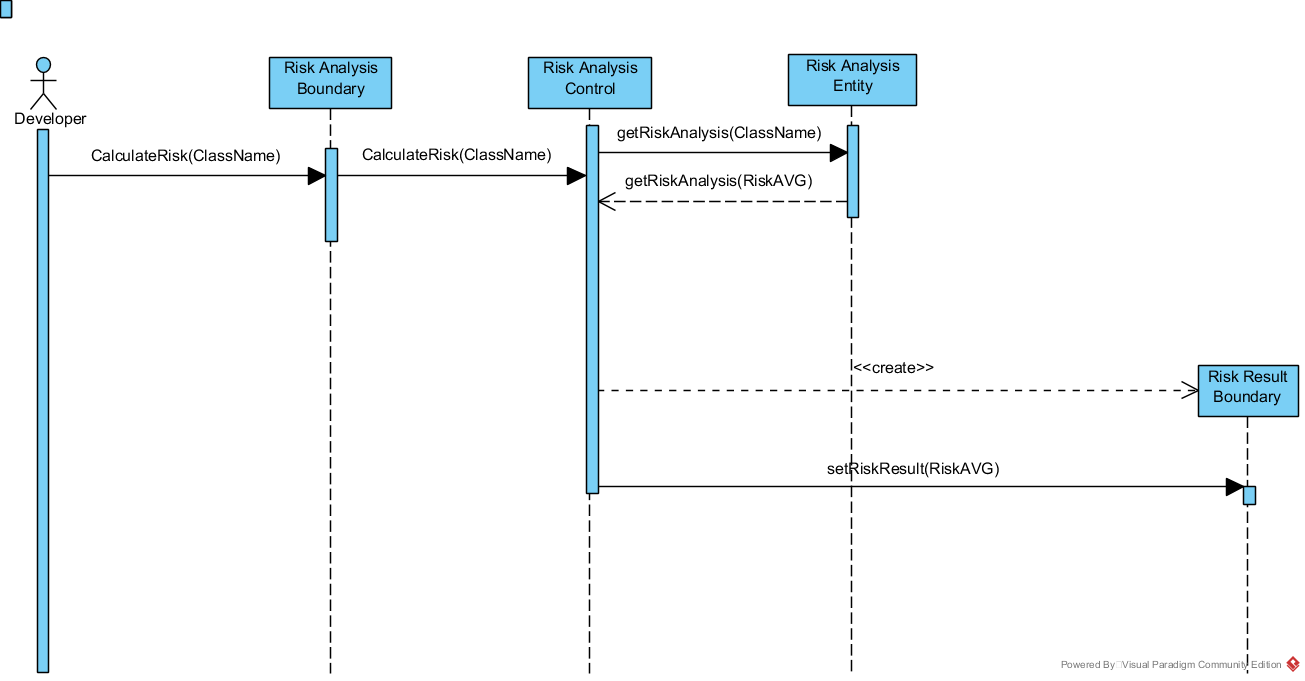 Risk Analysis
Boundary
Risk Analysis
Control
Risk Analysis
Entity
Developer
CalculateRisk(ClassName)
CalculateRisk(ClassName)
getRiskAnalysis(ClassName)
getRiskAnalysis(RiskAVG)
<<create>>
Risk Result
Boundary
setRiskResult(RiskAVG)
Powered By Visual Paradigm Community Edition